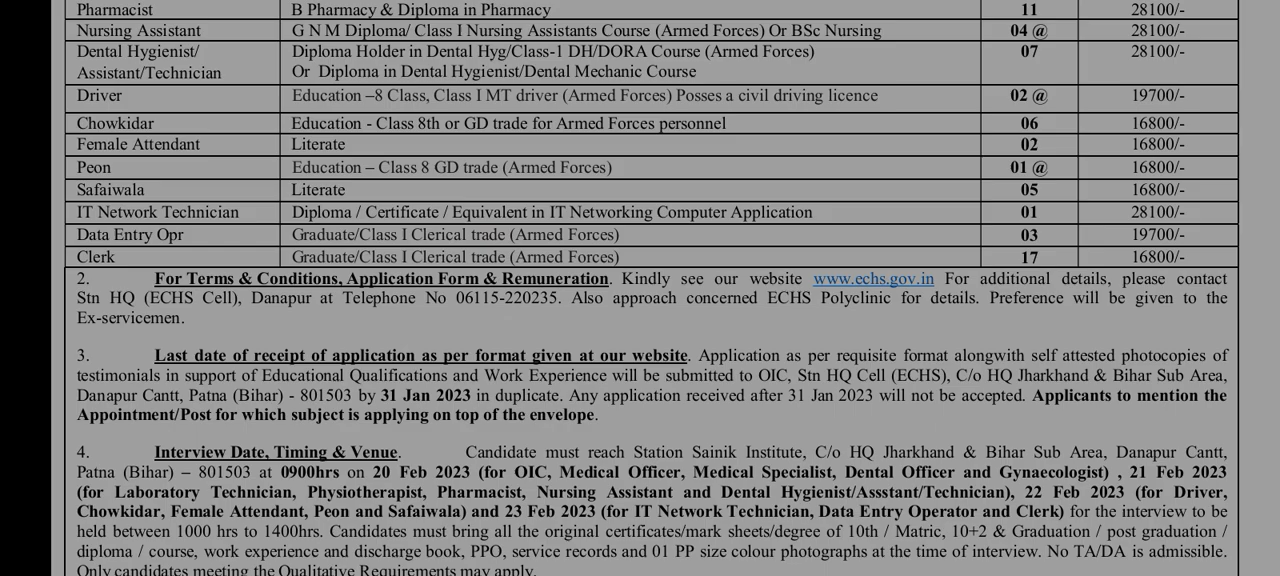 Pharmacist B Pharmacy & Diploma in Pharmacy 11 28100/-
Nursing Assistant G N M Diploma/ Class I Nursing Assistants Course (Armed Forces) Or BSc Nursing 04 @ 28100/-
Dental Hygienist/ Diploma Holder in Dental Hyg/Class-1 DH/DORA Course (Armed Forces) 07 28100/-
Assistant/Technician Or Diploma in Dental Hygienist/Dental Mechanic Course
Driver Education –8 Class, Class I MT driver (Armed Forces) Posses a civil driving licence 02 @ 19700/-
Chowkidar Education - Class 8th or GD trade for Armed Forces personnel 06 16800/-
Female Attendant Literate 02 16800/-
Peon Education – Class 8 GD trade (Armed Forces) 01 @ 16800/-
Safaiwala Literate 05 16800/-
IT Network Technician Diploma / Certificate / Equivalent in IT Networking Computer Application 01 28100/-
Data Entry Opr Graduate/Class I Clerical trade (Armed Forces) 03 19700/-
Clerk Graduate/Class I Clerical trade (Armed Forces) 17 16800/-
2. For Terms & Conditions, Application Form & Remuneration. Kindly see our website www.echs.gov.in For additional details, please contact
Stn HQ (ECHS Cell), Danapur at Telephone No 06115-220235. Also approach concerned ECHS Polyclinic for details. Preference will be given to the
Ex-servicemen.
3. Last date of receipt of application as per format given at our website. Application as per requisite format alongwith self attested photocopies of
testimonials in support of Educational Qualifications and Work Experience will be submitted to OIC, Stn HQ Cell (ECHS), C/o HQ Jharkhand & Bihar Sub Area,
Danapur Cantt, Patna (Bihar) - 801503 by 31 Jan 2023 in duplicate. Any application received after 31 Jan 2023 will not be accepted. Applicants to mention the
Appointment/Post for which subject is applying on top of the envelope.
4. Interview Date, Timing & Venue. Candidate must reach Station Sainik Institute, C/o HQ Jharkhand & Bihar Sub Area, Danapur Cantt,
Patna (Bihar) – 801503 at 0900hrs on 20 Feb 2023 (for OIC, Medical Officer, Medical Specialist, Dental Officer and Gynaecologist) , 21 Feb 2023
(for Laboratory Technician, Physiotherapist, Pharmacist, Nursing Assistant and Dental Hygienist/Assstant/Technician), 22 Feb 2023 (for Driver,
Chowkidar, Female Attendant, Peon and Safaiwala) and 23 Feb 2023 (for IT Network Technician, Data Entry Operator and Clerk) for the interview to be
held between 1000 hrs to 1400hrs. Candidates must bring all the original certificates/mark sheets/degree of 10th / Matric, 10+2 & Graduation / post graduation /
diploma / course, work experience and discharge book, PPO, service records and 01 PP size colour photographs at the time of interview. No TA/DA is admissible.
Only candidates meeting the Qualitative Requirements may apply.